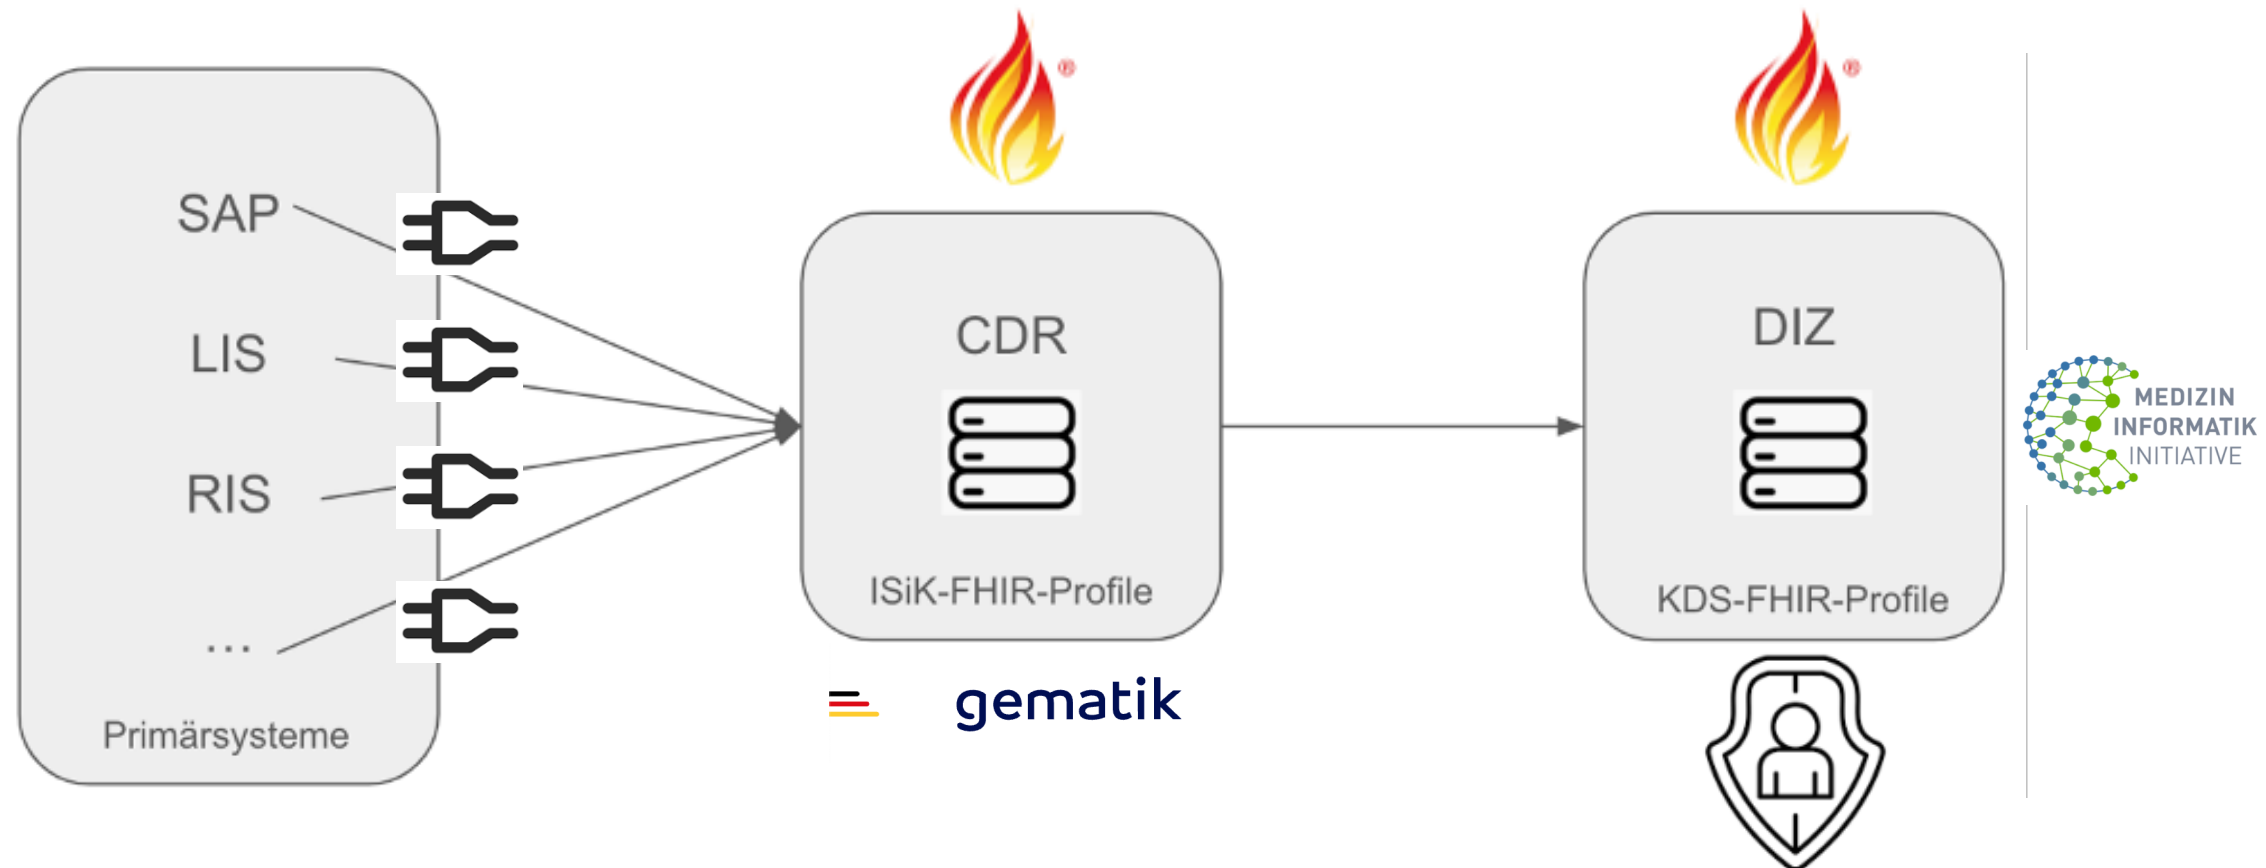 SAP
LIS
RIS
...
Primärsysteme
®
CDR
ISiK-FHIR-Profile
gematik
®
DIZ
KDS-FHIR-Profile
MEDIZIN
INFORMATIK
INITIATIVE